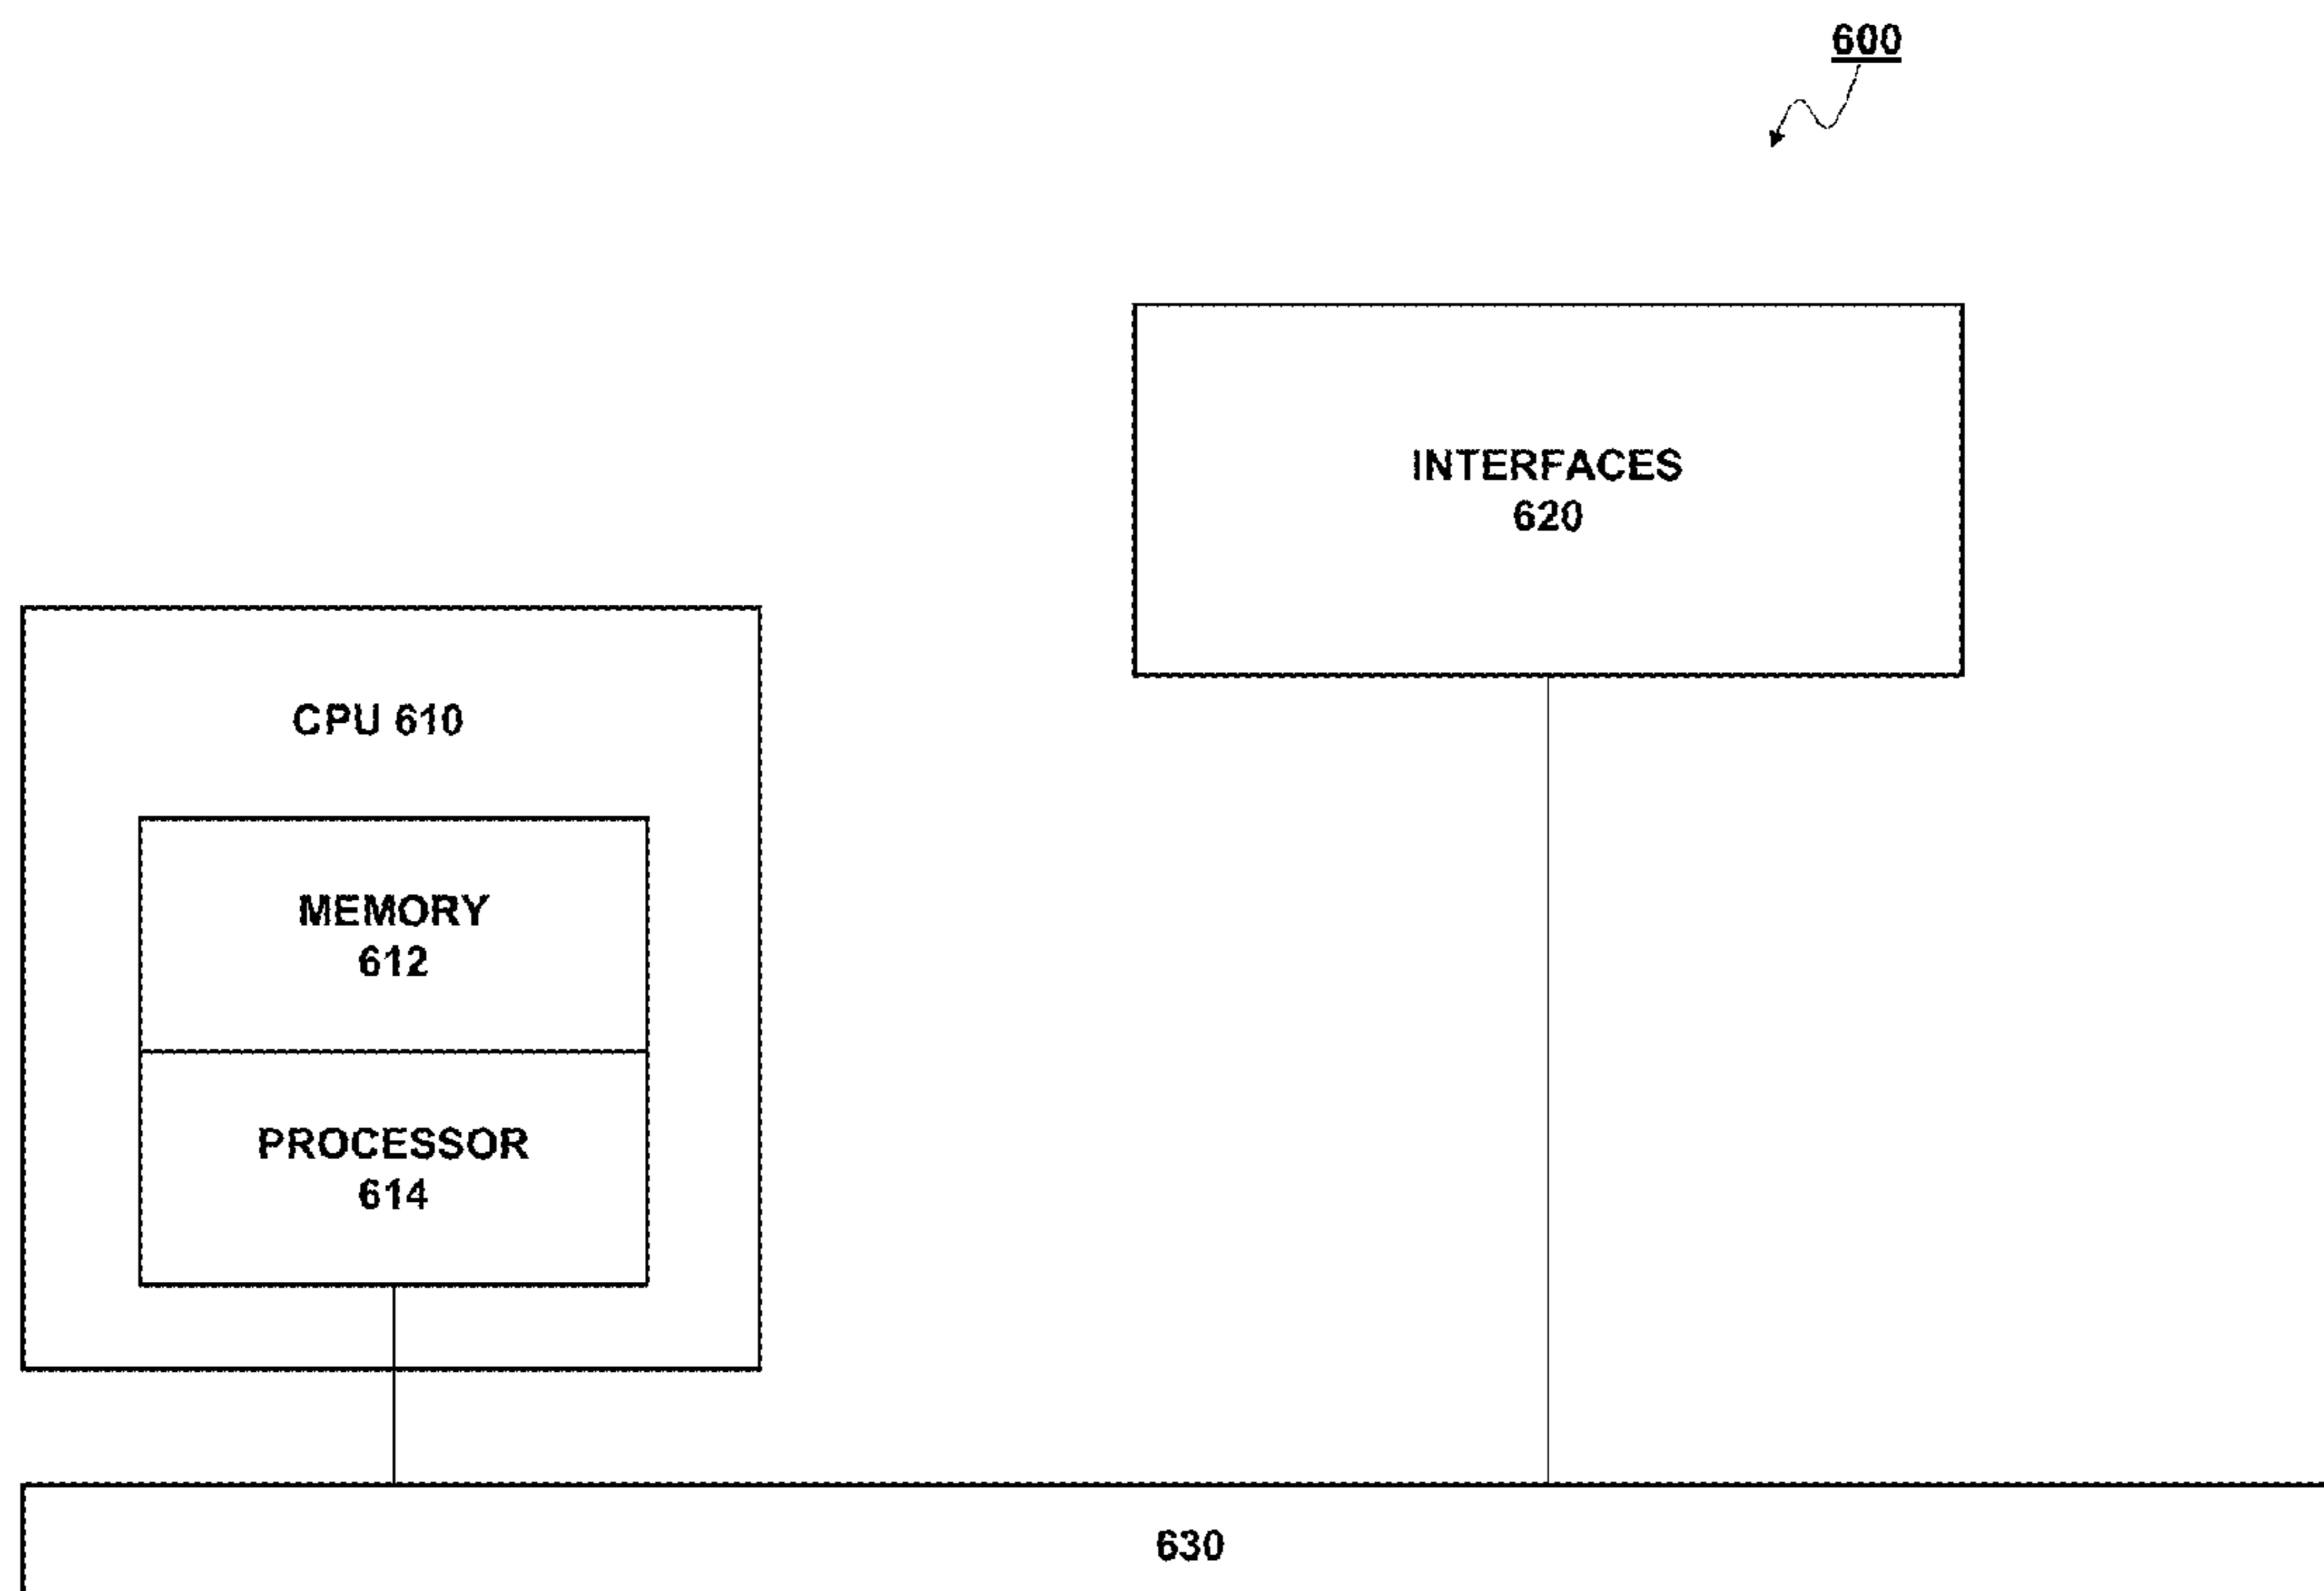 600
INTERFACES
620
CPU 610
MEMORY
612
PROCESSOR
614
630